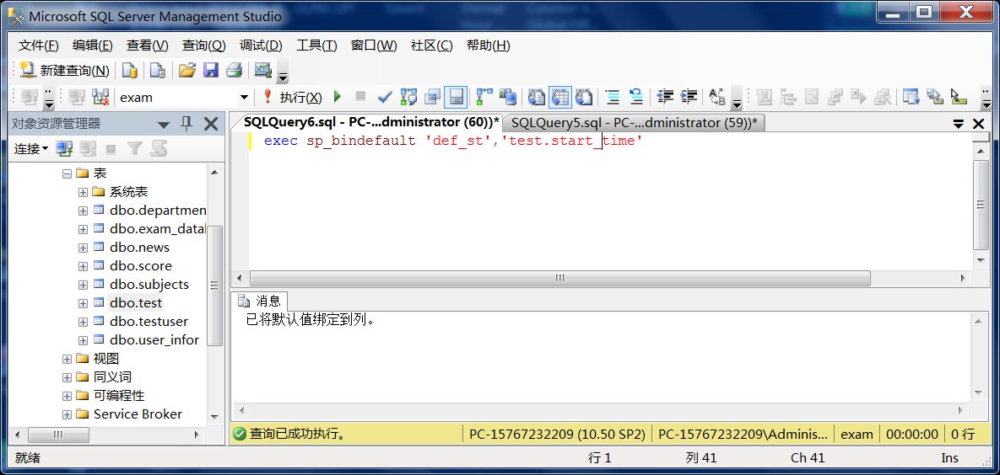 Microsoft SQL Server Management Studio
文件(F) 编辑(E) 查看(V) 查询(Q) 调试(D) 工具(T) 窗口(W) 社区(C) 帮助(H)
新建查询(N)
exam 执行(X)
对象资源管理器
连接
表
系统表
dbo.departmen
dbo.exam_data
dbo.news
dbo.score
dbo.subjects
dbo.test
dbo.testuser
dbo.user_infor
视图
同义词
可编程性
Service Broker
SQLQuery6.sql - PC-...dministrator (60))* SQLQuery5.sql - PC-...dministrator (59))*
exec sp_bindefault 'def_st','test.start_time'
消息
已将默认值绑定到列。
查询已成功执行。 PC-15767232209 (10.50 SP2) PC-15767232209\Adminis... exam 00:00:00 0 行
就绪 行 1 列 41 Ch 41 Ins